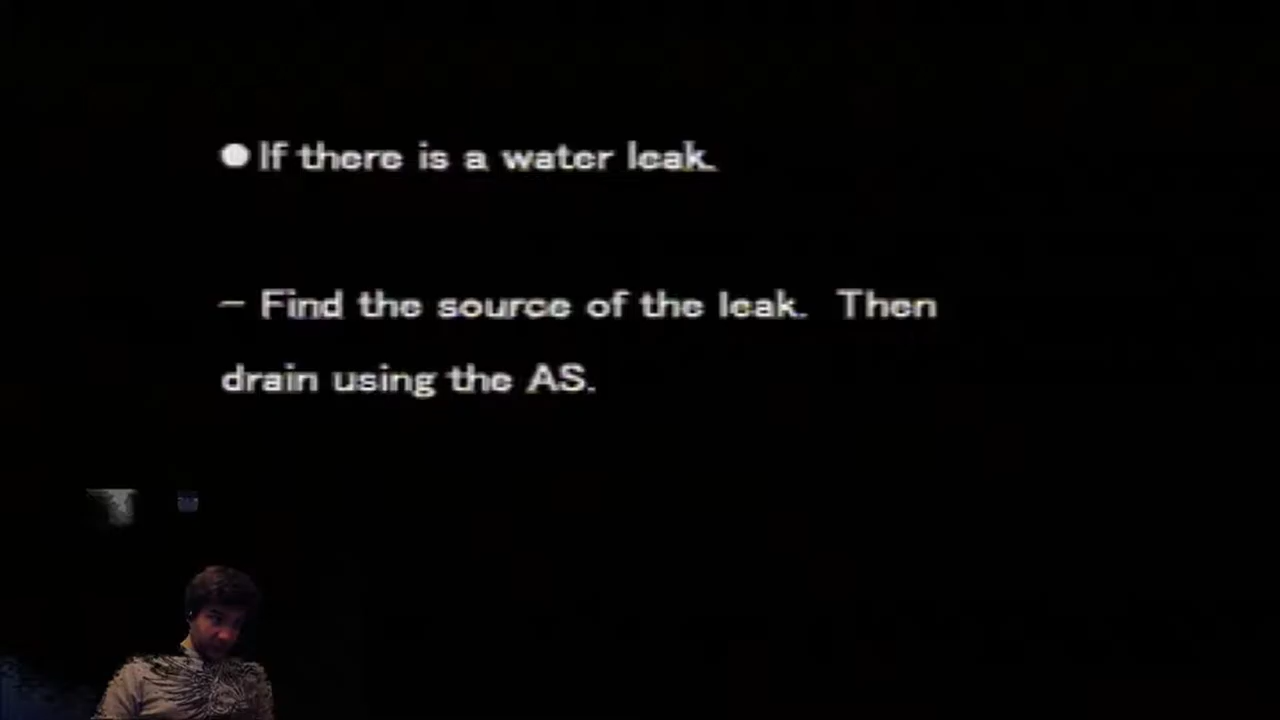 ●If there is a water leak.
– Find the source of the leak.  Then
drain using the AS.